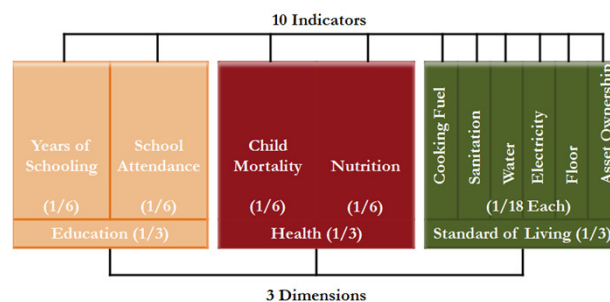 10 Indicators
Years of
Schooling
(1/6)
School
Attendance
(1/6)
Education (1/3)
Child
Mortality
(1/6)
Nutrition
(1/6)
Health (1/3)
Cooking Fuel
Sanitation
Water
Electricity
Floor
Asset Ownership
(1/18 Each)
Standard of Living (1/3)
3 Dimensions